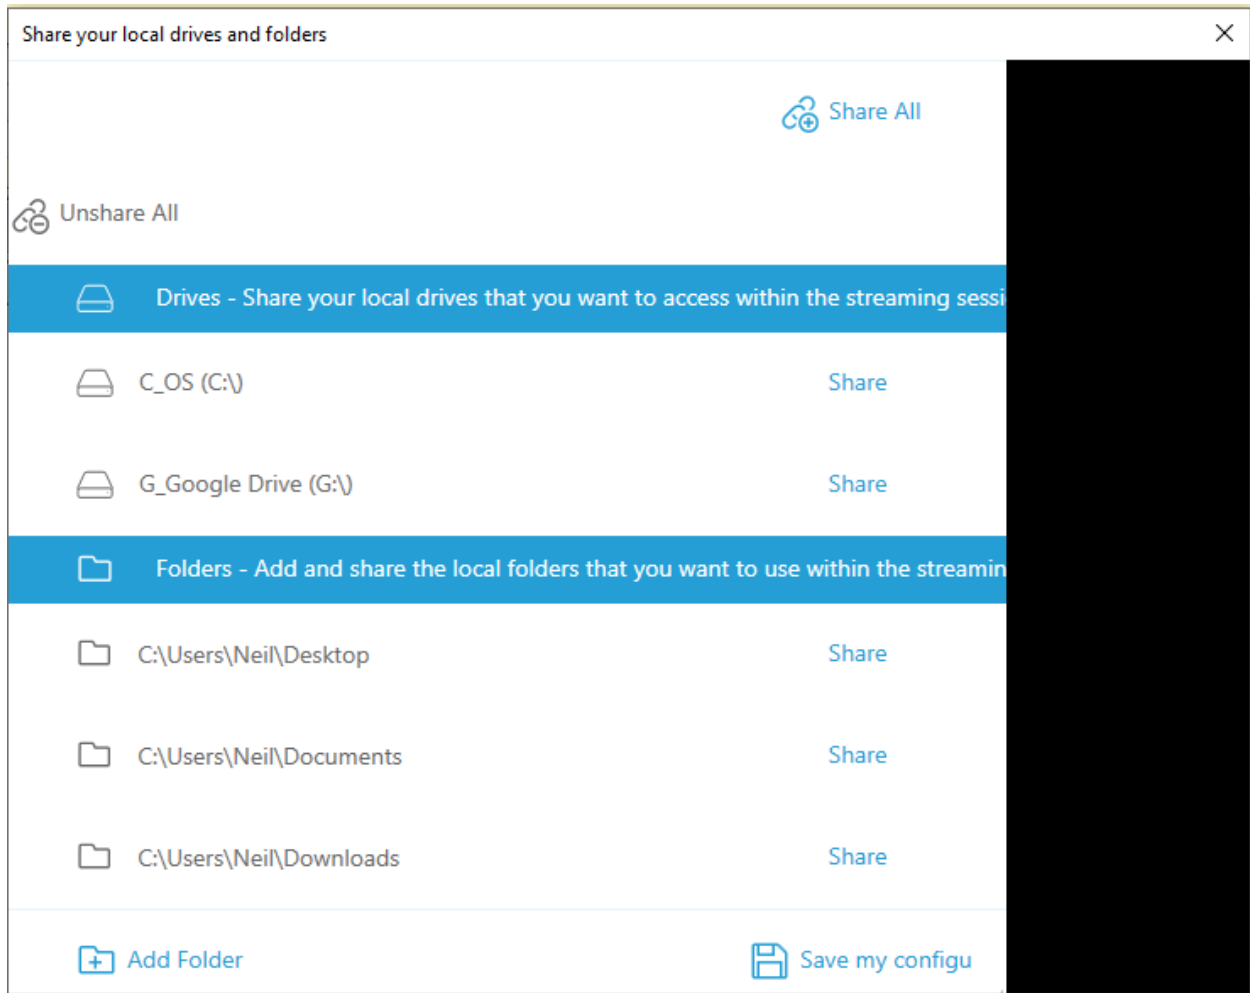 Share your local drives and folders
Share All
Unshare All
Drives - Share your local drives that you want to access within the streaming sessi
C_OS (C:\)
Share
G_Google Drive (G:\)
Share
Folders - Add and share the local folders that you want to use within the streamin
C:\Users\Neil\Desktop
Share
C:\Users\Neil\Documents
Share
C:\Users\Neil\Downloads
Share
Add Folder
Save my configu